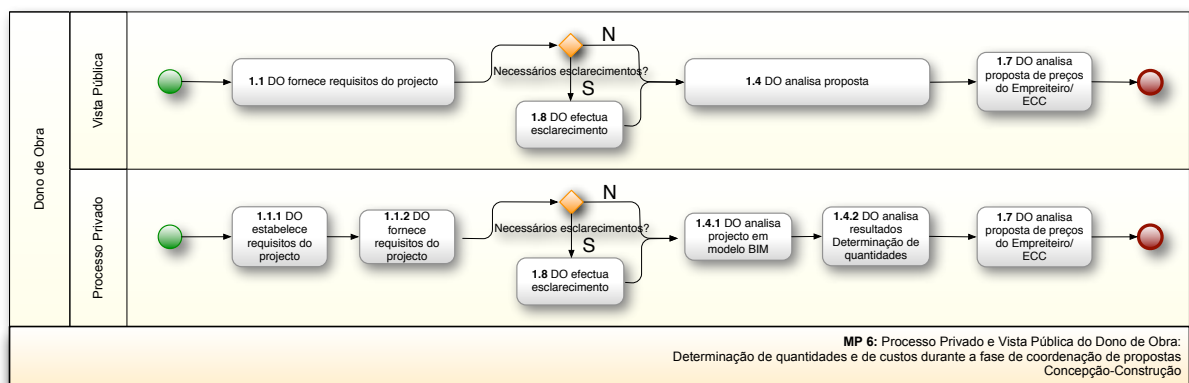 Dono de Obra
Vista Pública
1.1 DO fornece requisitos do projecto
N
Necessários esclarecimentos?
S
1.8 DO efectua
esclarecimento
1.4 DO analisa proposta
1.7 DO analisa
proposta de preços
do Empreiteiro/
ECC
Processo Privado
1.1.1 DO
estabelece
requisitos do
projecto
1.1.2 DO
fornece
requisitos do
projecto
N
Necessários esclarecimentos?
S
1.8 DO efectua
esclarecimento
1.4.1 DO analisa
projecto em
modelo BIM
1.4.2 DO analisa
resultados
Determinação de
quantidades
1.7 DO analisa
proposta de preços
do Empreiteiro/
ECC
MP 6: Processo Privado e Vista Pública do Dono de Obra:
Determinação de quantidades e de custos durante a fase de coordenação de propostas
Concepção-Construção